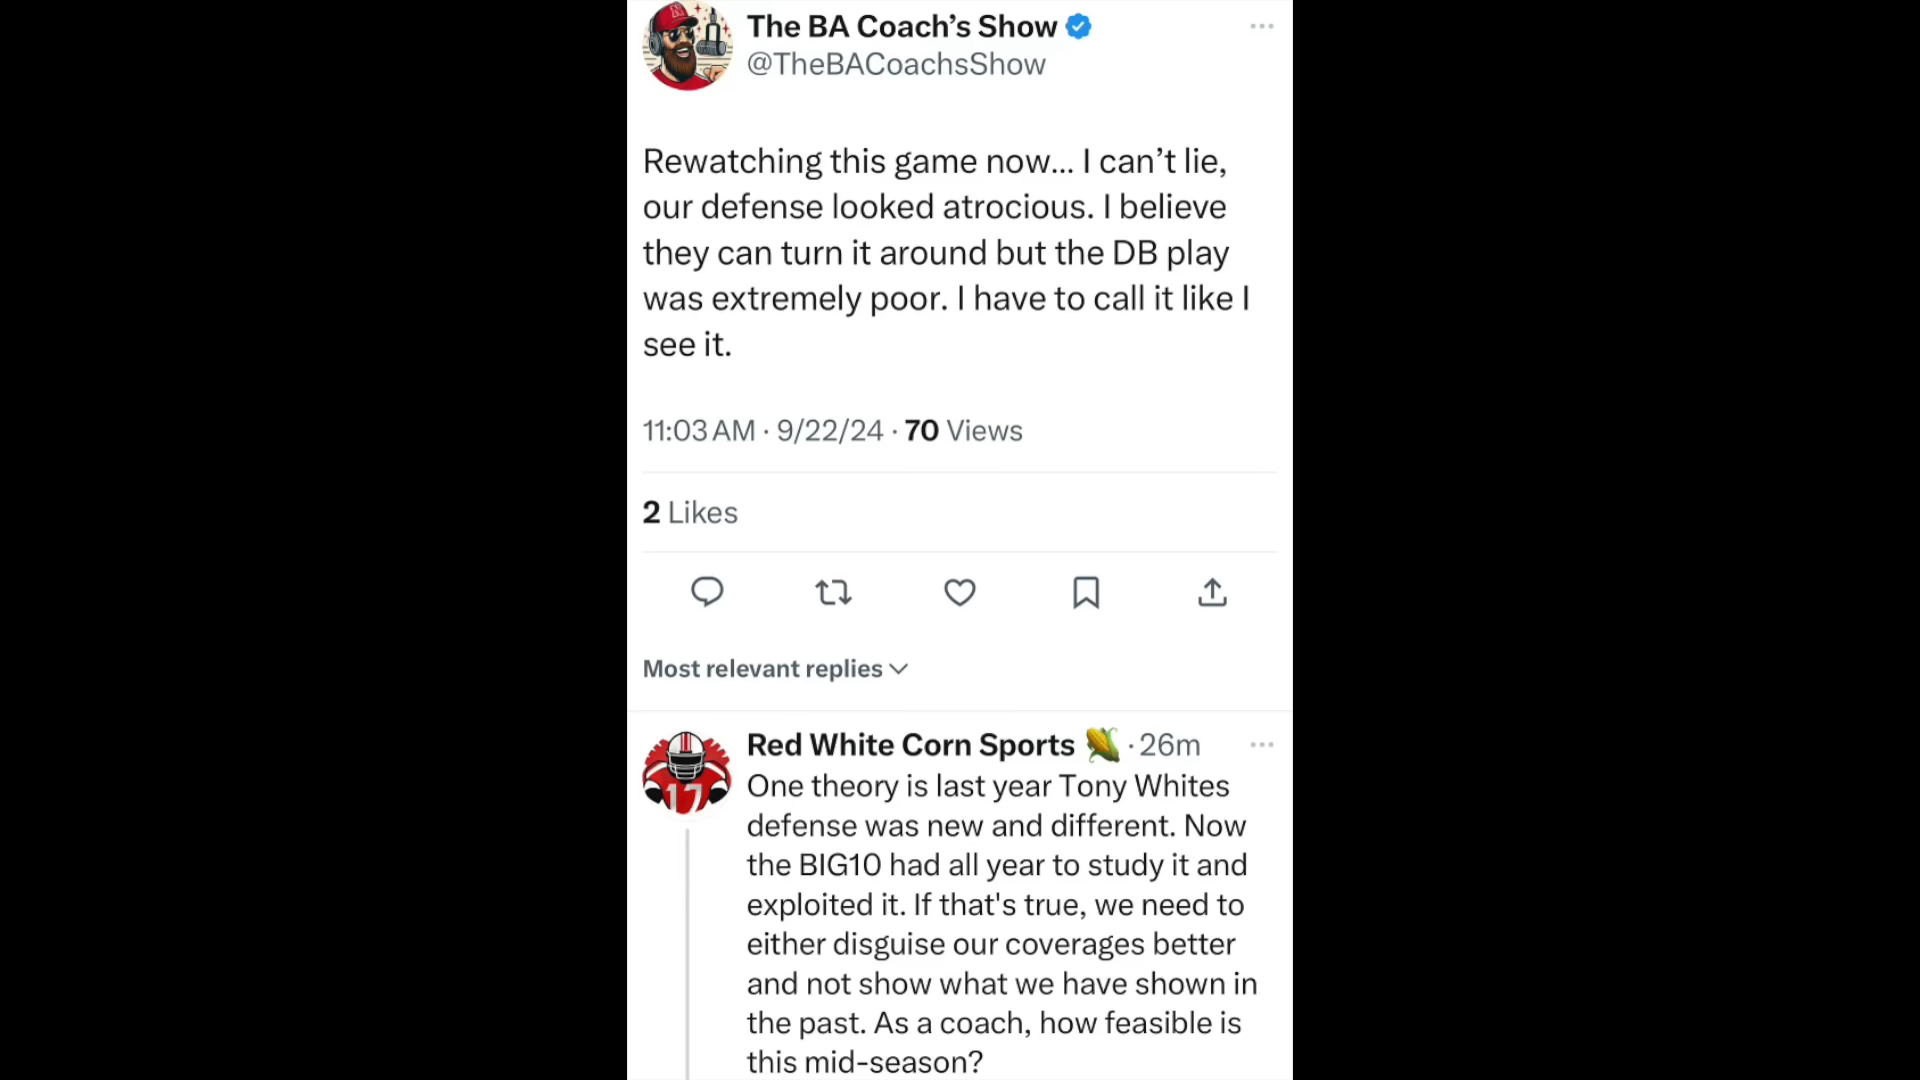 The BA Coach’s Show
@TheBACoachsShow
Rewatching this game now... I can’t lie,
our defense looked atrocious. I believe
they can turn it around but the DB play
was extremely poor. I have to call it like I
see it.
11:03 AM · 9/22/24 · 70 Views
2 Likes
Most relevant replies
Red White Corn Sports 🌽 · 26m
One theory is last year Tony Whites
defense was new and different. Now
the BIG10 had all year to study it and
exploited it. If that's true, we need to
either disguise our coverages better
and not show what we have shown in
the past. As a coach, how feasible is
this mid-season?
N
17